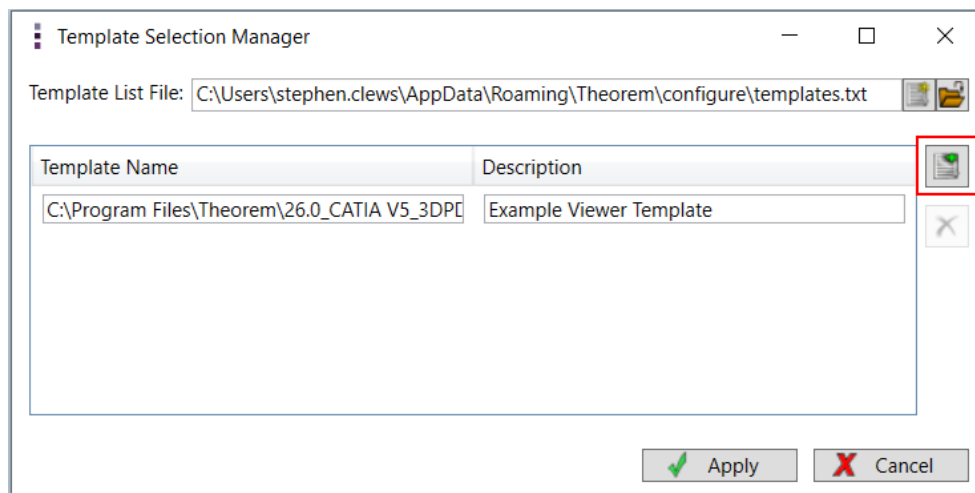 Template Selection Manager
Template List File: C:\Users\stephen.clews\AppData\Roaming\Theorem\configure\templates.txt
Template Name Description
C:\Program Files\Theorem\26.0_CATIA V5_3DPD Example Viewer Template
Apply Cancel